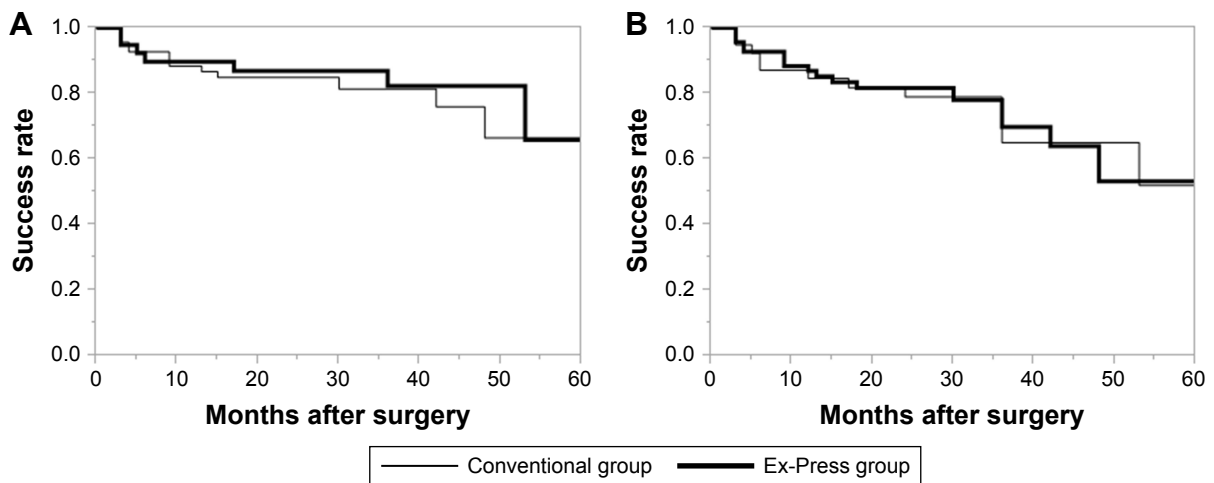 A
B
Success rate
1.0
0.8
0.6
0.4
0.2
0.0
0 10 20 30 40 50 60
Months after surgery
Success rate
1.0
0.8
0.6
0.4
0.2
0.0
0 10 20 30 40 50 60
Months after surgery
Conventional group Ex-Press group